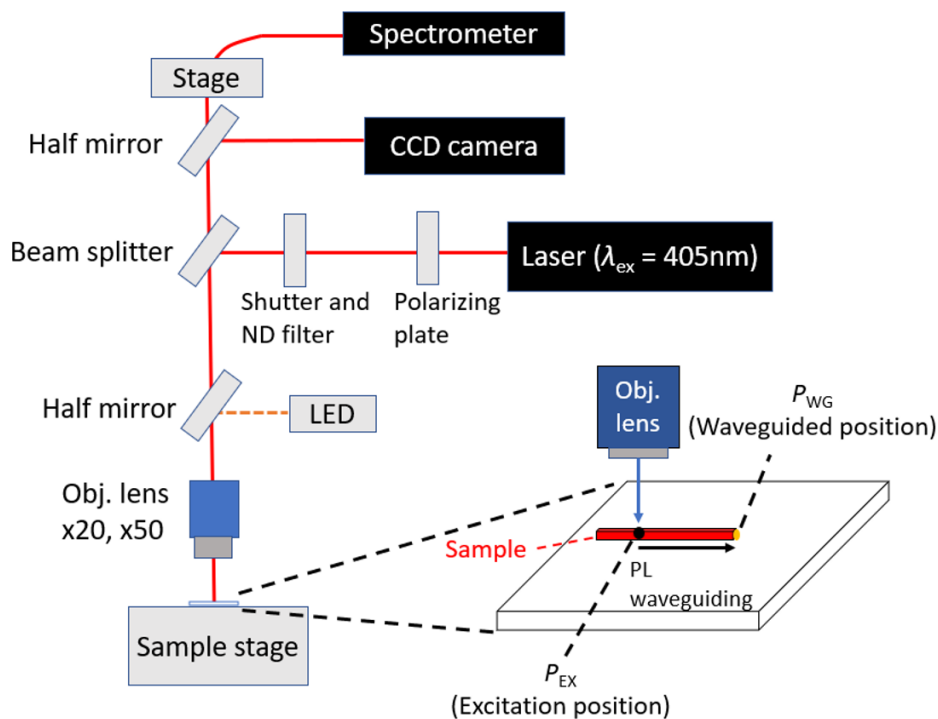 Spectrometer
Stage
Half mirror
CCD camera
Beam splitter
Laser (λex = 405nm)
Shutter and
ND filter
Polarizing
plate
Half mirror
LED
Obj. lens
x20, x50
Sample stage
Obj.
lens
PWG
(Waveguided position)
Sample
PL
waveguiding
PEX
(Excitation position)